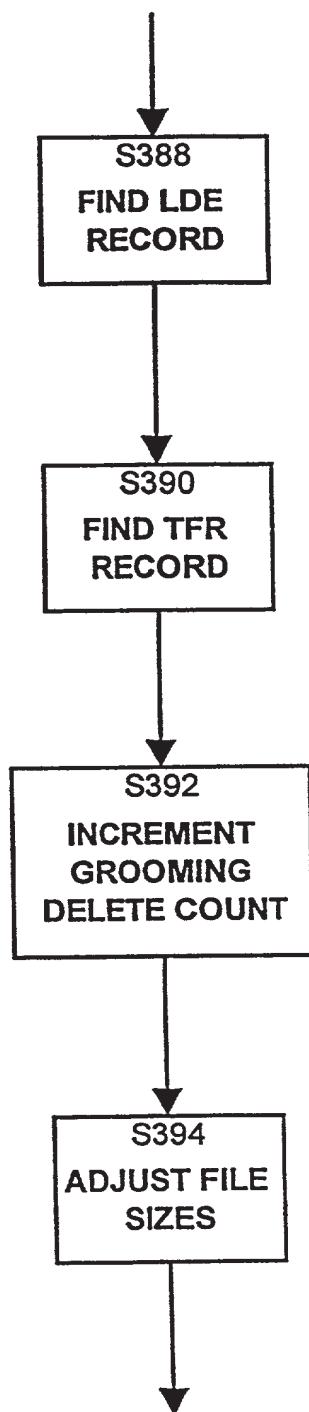 S388
FIND LDE
RECORD
S390
FIND TFR
RECORD
S392
INCREMENT
GROOMING
DELETE COUNT
S394
ADJUST FILE
SIZES